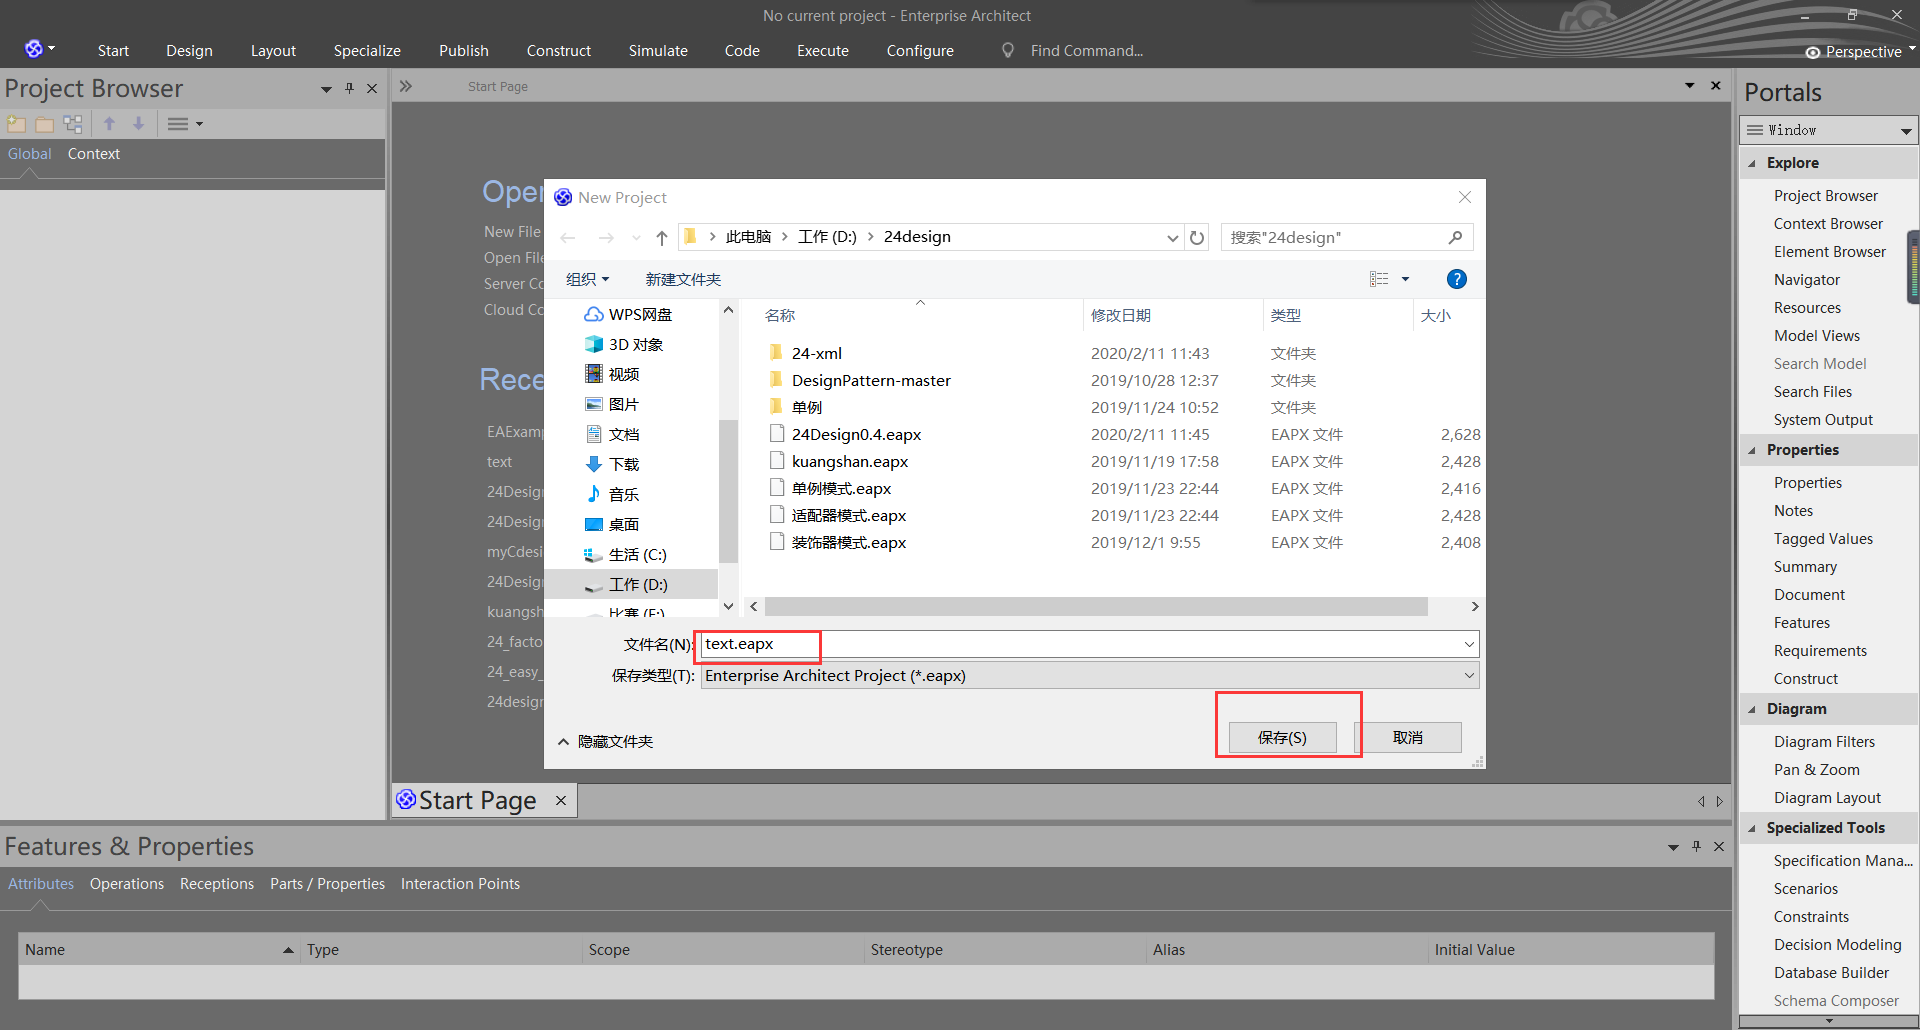 No current project - Enterprise Architect
Start Design Layout Specialize Publish Construct Simulate Code Execute Configure Find Command...
Perspective
Project Browser
Global Context
Start Page
Open
New File
Open File
Server Co
Cloud Co
Rece
EAExamp
text
24Design
24Design
myCdesi
24Design
kuangsh
24_facto
24_easy_
24design
New Project
此电脑 工作 (D:) 24design
搜索"24design"
组织 新建文件夹
WPS网盘
3D 对象
视频
图片
文档
下载
音乐
桌面
生活 (C:)
工作 (D:)
比赛 (E:)
名称 修改日期 类型 大小
24-xml 2020/2/11 11:43 文件夹
DesignPattern-master 2019/10/28 12:37 文件夹
单例 2019/11/24 10:52 文件夹
24Design0.4.eapx 2020/2/11 11:45 EAPX 文件 2,628
kuangshan.eapx 2019/11/19 17:58 EAPX 文件 2,428
单例模式.eapx 2019/11/23 22:44 EAPX 文件 2,416
适配器模式.eapx 2019/11/23 22:44 EAPX 文件 2,428
装饰器模式.eapx 2019/12/1 9:55 EAPX 文件 2,408
文件名(N): text.eapx
保存类型(T): Enterprise Architect Project (*.eapx)
隐藏文件夹
保存(S) 取消
Start Page
Features & Properties
Attributes Operations Receptions Parts / Properties Interaction Points
Name Type Scope Stereotype Alias Initial Value
Portals
Window
Explore
Project Browser
Context Browser
Element Browser
Navigator
Resources
Model Views
Search Model
Search Files
System Output
Properties
Properties
Notes
Tagged Values
Summary
Document
Features
Requirements
Construct
Diagram
Diagram Filters
Pan & Zoom
Diagram Layout
Specialized Tools
Specification Mana...
Scenarios
Constraints
Decision Modeling
Database Builder
Schema Composer